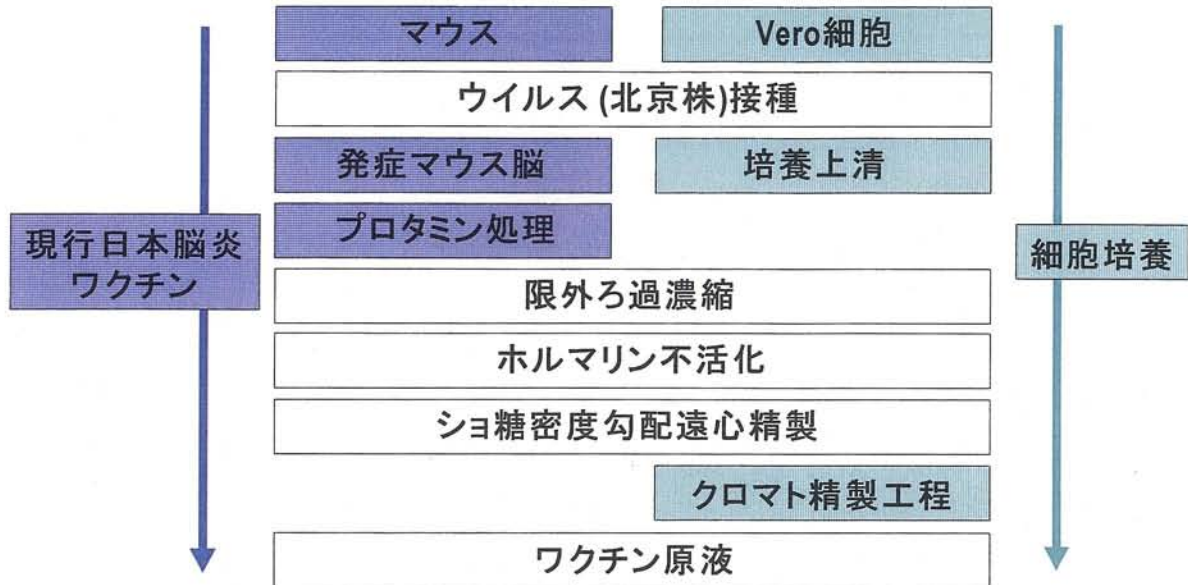 マウス
Vero細胞
ウイルス (北京株)接種
発症マウス脳
培養上清
プロタミン処理
現行日本脳炎
ワクチン
細胞培養
限外ろ過濃縮
ホルマリン不活化
ショ糖密度勾配遠心精製
クロマト精製工程
ワクチン原液